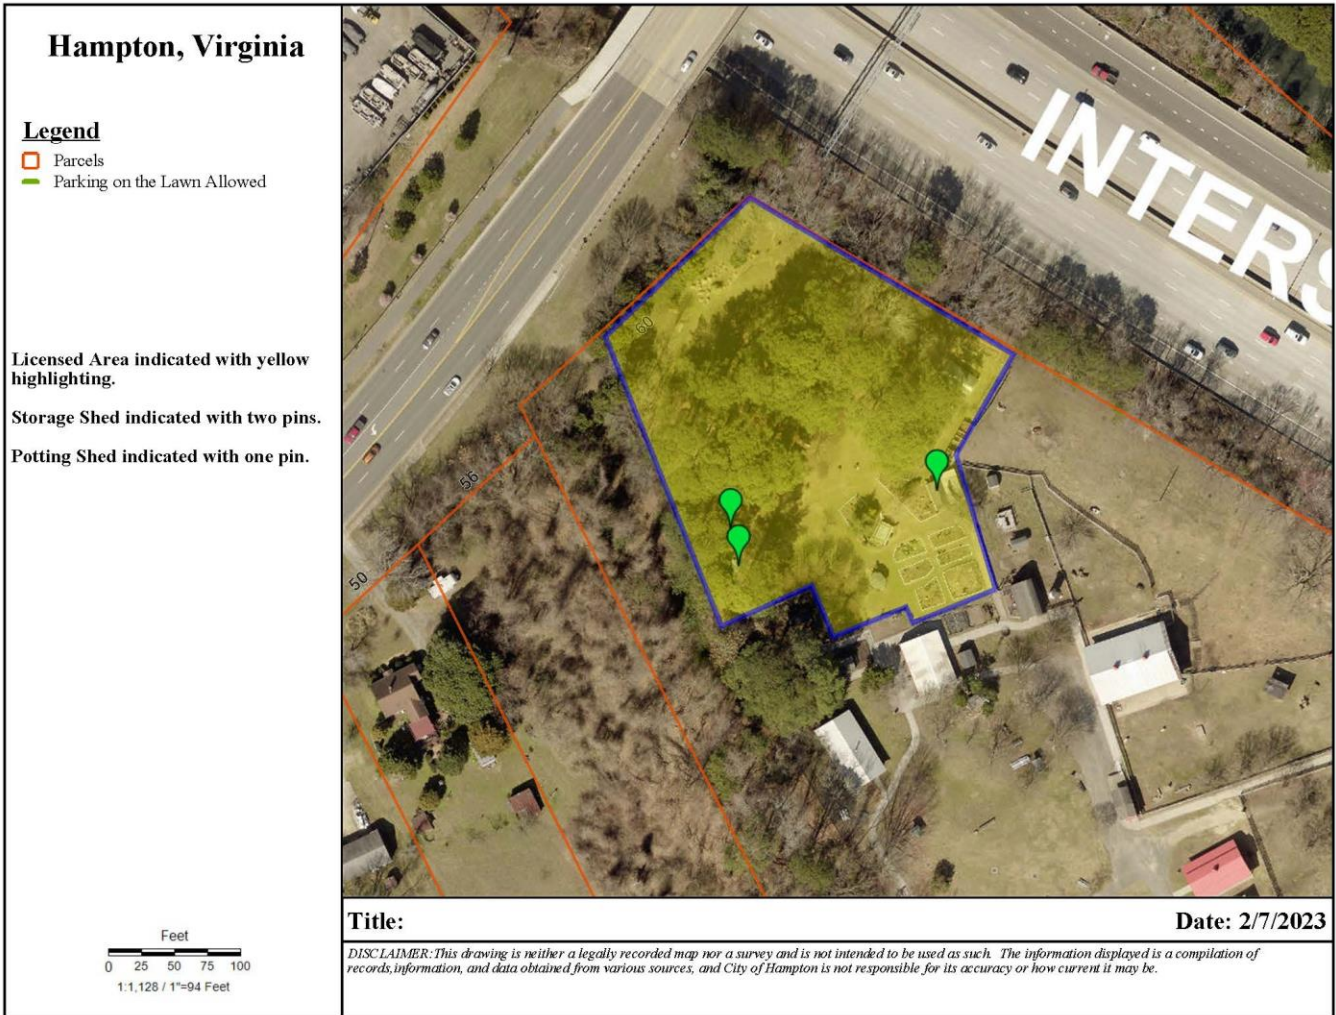 Hampton, Virginia
Legend
Parcels
Parking on the Lawn Allowed
Licensed Area indicated with yellow
highlighting.
Storage Shed indicated with two pins.
Potting Shed indicated with one pin.
Feet
0 25 50 75 100
1:1,128 / 1"=94 Feet
INTERS
60
56
50
Title:
Date: 2/7/2023
DISCLAIMER:This drawing is neither a legally recorded map nor a survey and is not intended to be used as such. The information displayed is a compilation of
records,information, and data obtained from various sources, and City of Hampton is not responsible for its accuracy or how current it may be.